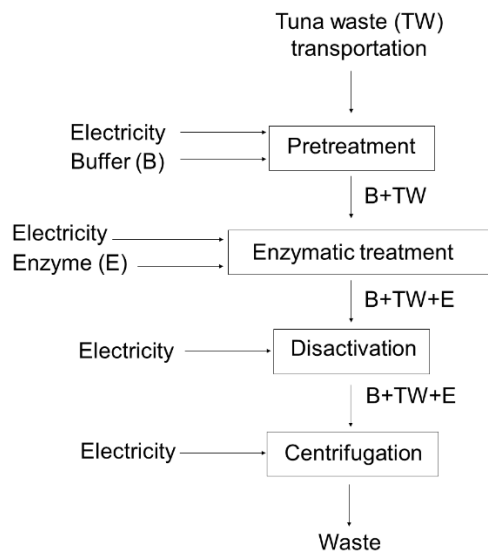 Tuna waste (TW)
transportation
Electricity
Buffer (B)
Pretreatment
B+TW
Electricity
Enzyme (E)
Enzymatic treatment
B+TW+E
Electricity
Disactivation
B+TW+E
Electricity
Centrifugation
Waste